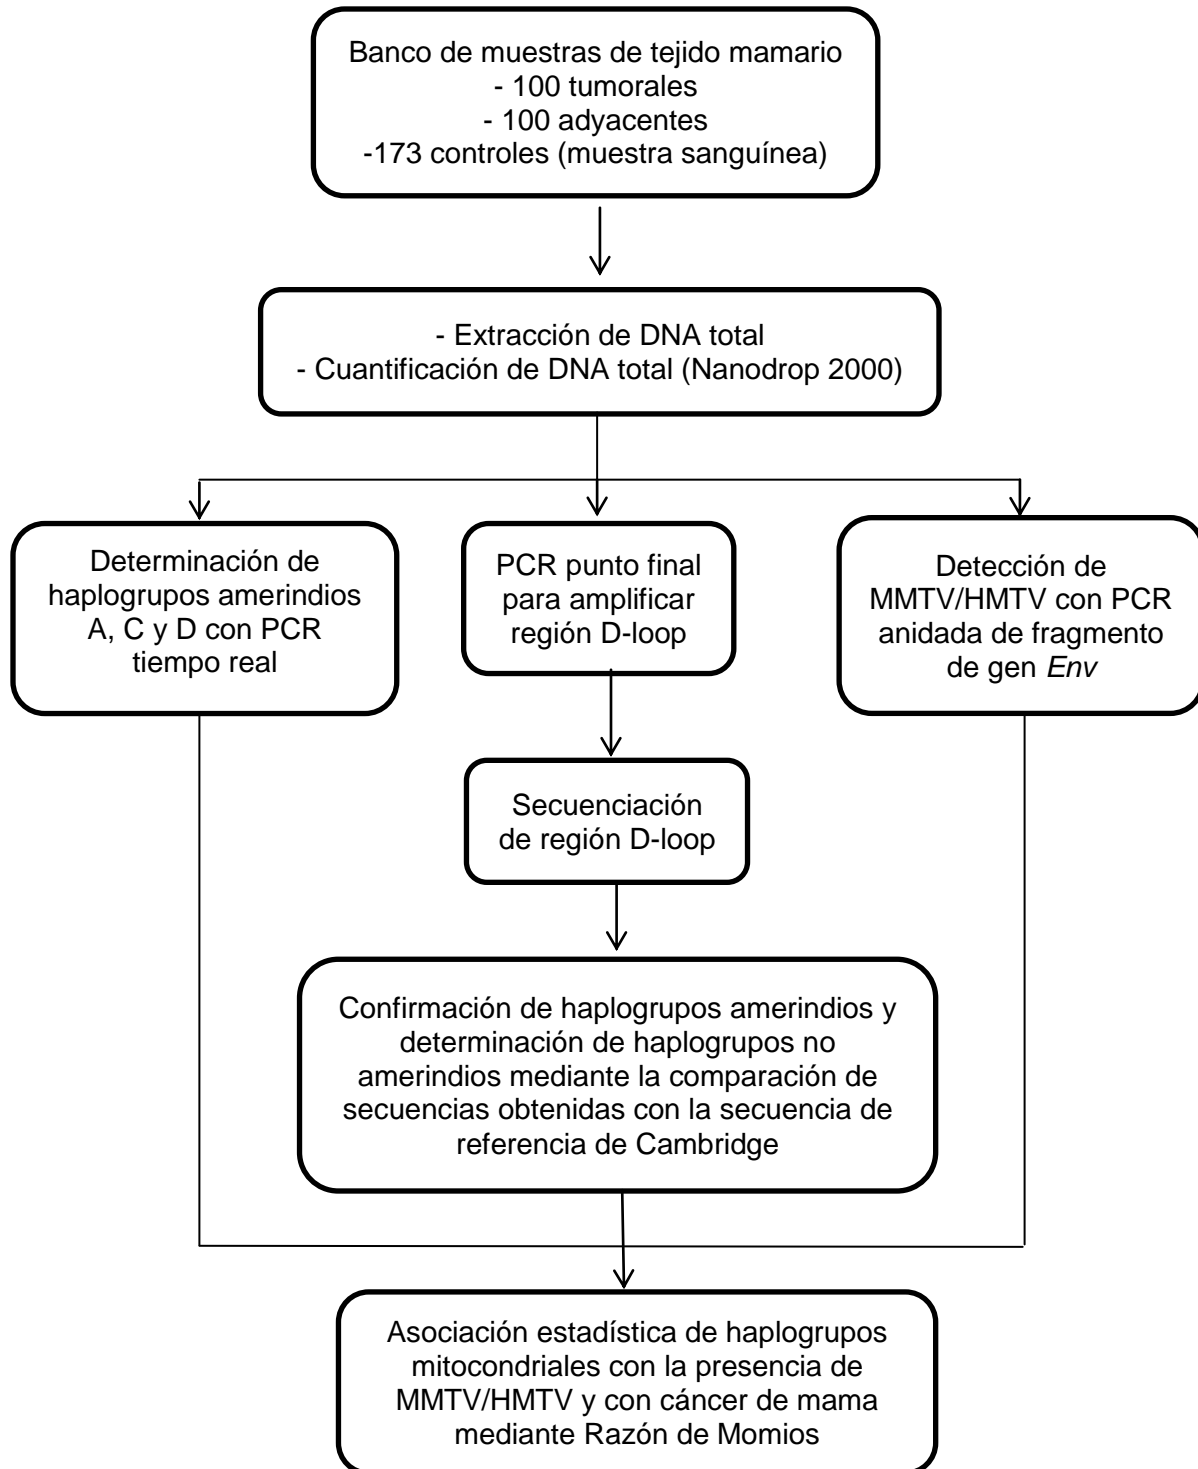 Banco de muestras de tejido mamario
- 100 tumorales
- 100 adyacentes
-173 controles (muestra sanguínea)
- Extracción de DNA total
- Cuantificación de DNA total (Nanodrop 2000)
Determinación de
haplogrupos amerindios
A, C y D con PCR
tiempo real
PCR punto final
para amplificar
región D-loop
Detección de
MMTV/HMTV con PCR
anidada de fragmento
de gen Env
Secuenciación
de región D-loop
Confirmación de haplogrupos amerindios y
determinación de haplogrupos no
amerindios mediante la comparación de
secuencias obtenidas con la secuencia de
referencia de Cambridge
Asociación estadística de haplogrupos
mitocondriales con la presencia de
MMTV/HMTV y con cáncer de mama
mediante Razón de Momios